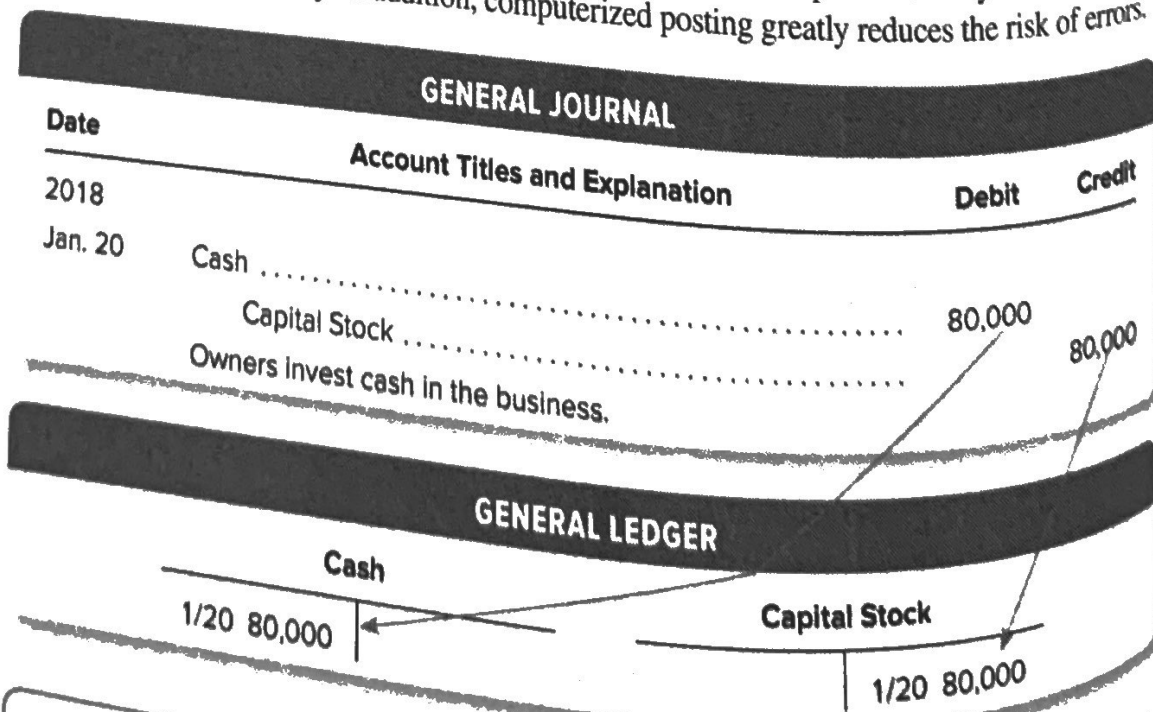 computerized posting greatly reduces the risk of errors.
GENERAL JOURNAL
Date Account Titles and Explanation Debit Credit
2018
Jan. 20 Cash ........................................ 80,000
Capital Stock ........................................ 80,000
Owners invest cash in the business.
GENERAL LEDGER
Cash
1/20 80,000
Capital Stock
1/20 80,000